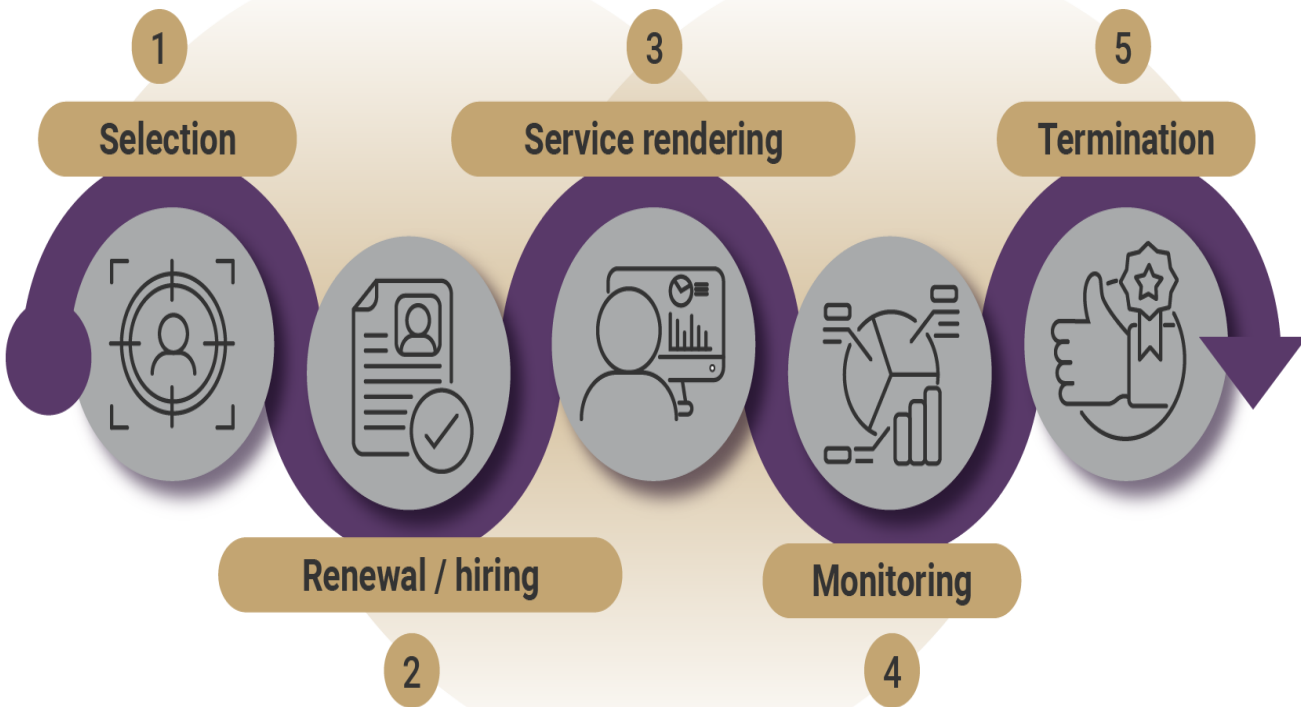 1
Selection
2
Renewal / hiring
3
Service rendering
4
Monitoring
5
Termination